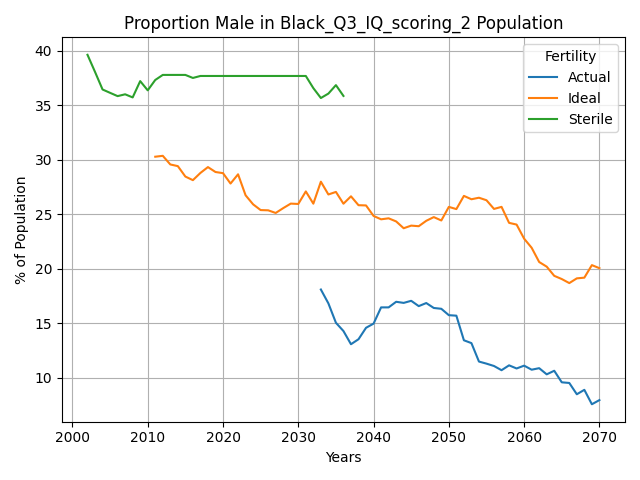 Proportion Male in Black_Q3_IQ_scoring_2 Population
% of Population
40
35
30
25
20
15
10
Fertility
Actual
Ideal
Sterile
2000 2010 2020 2030 2040 2050 2060 2070
Years